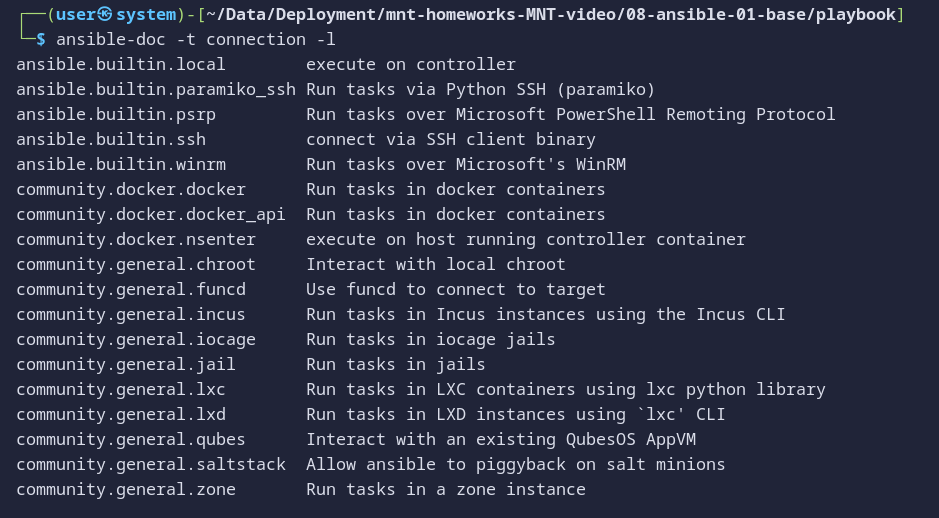 ┌──(user㉿system)-[~/Data/Deployment/mnt-homeworks-MNT-video/08-ansible-01-base/playbook]
└─$ ansible-doc -t connection -l
ansible.builtin.local        execute on controller
ansible.builtin.paramiko_ssh Run tasks via Python SSH (paramiko)
ansible.builtin.psrp         Run tasks over Microsoft PowerShell Remoting Protocol
ansible.builtin.ssh          connect via SSH client binary
ansible.builtin.winrm        Run tasks over Microsoft's WinRM
community.docker.docker      Run tasks in docker containers
community.docker.docker_api  Run tasks in docker containers
community.docker.nsenter     execute on host running controller container
community.general.chroot     Interact with local chroot
community.general.funcd      Use funcd to connect to target
community.general.incus      Run tasks in Incus instances using the Incus CLI
community.general.iocage     Run tasks in iocage jails
community.general.jail       Run tasks in jails
community.general.lxc        Run tasks in LXC containers using lxc python library
community.general.lxd        Run tasks in LXD instances using `lxc' CLI
community.general.qubes      Interact with an existing QubesOS AppVM
community.general.saltstack  Allow ansible to piggyback on salt minions
community.general.zone       Run tasks in a zone instance